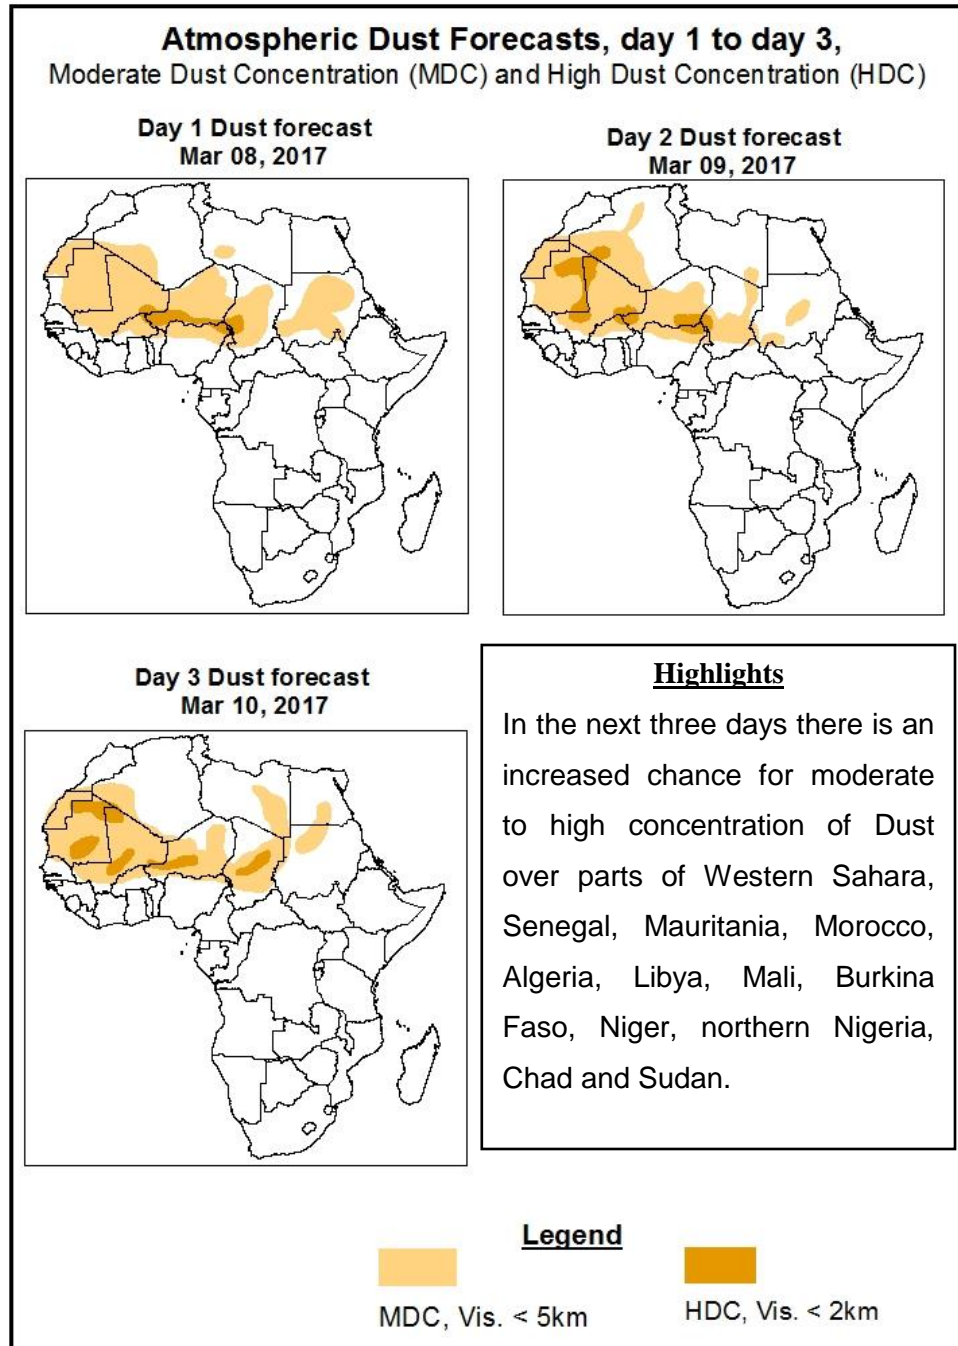 Atmospheric Dust Forecasts, day 1 to day 3,
Moderate Dust Concentration (MDC) and High Dust Concentration (HDC)
Day 1 Dust forecast
Mar 08, 2017
Day 2 Dust forecast
Mar 09, 2017
Day 3 Dust forecast
Mar 10, 2017
Highlights
In the next three days there is an
increased chance for moderate
to high concentration of Dust
over parts of Western Sahara,
Senegal, Mauritania, Morocco,
Algeria, Libya, Mali, Burkina
Faso, Niger, northern Nigeria,
Chad and Sudan.
Legend
MDC, Vis. < 5km
HDC, Vis. < 2km